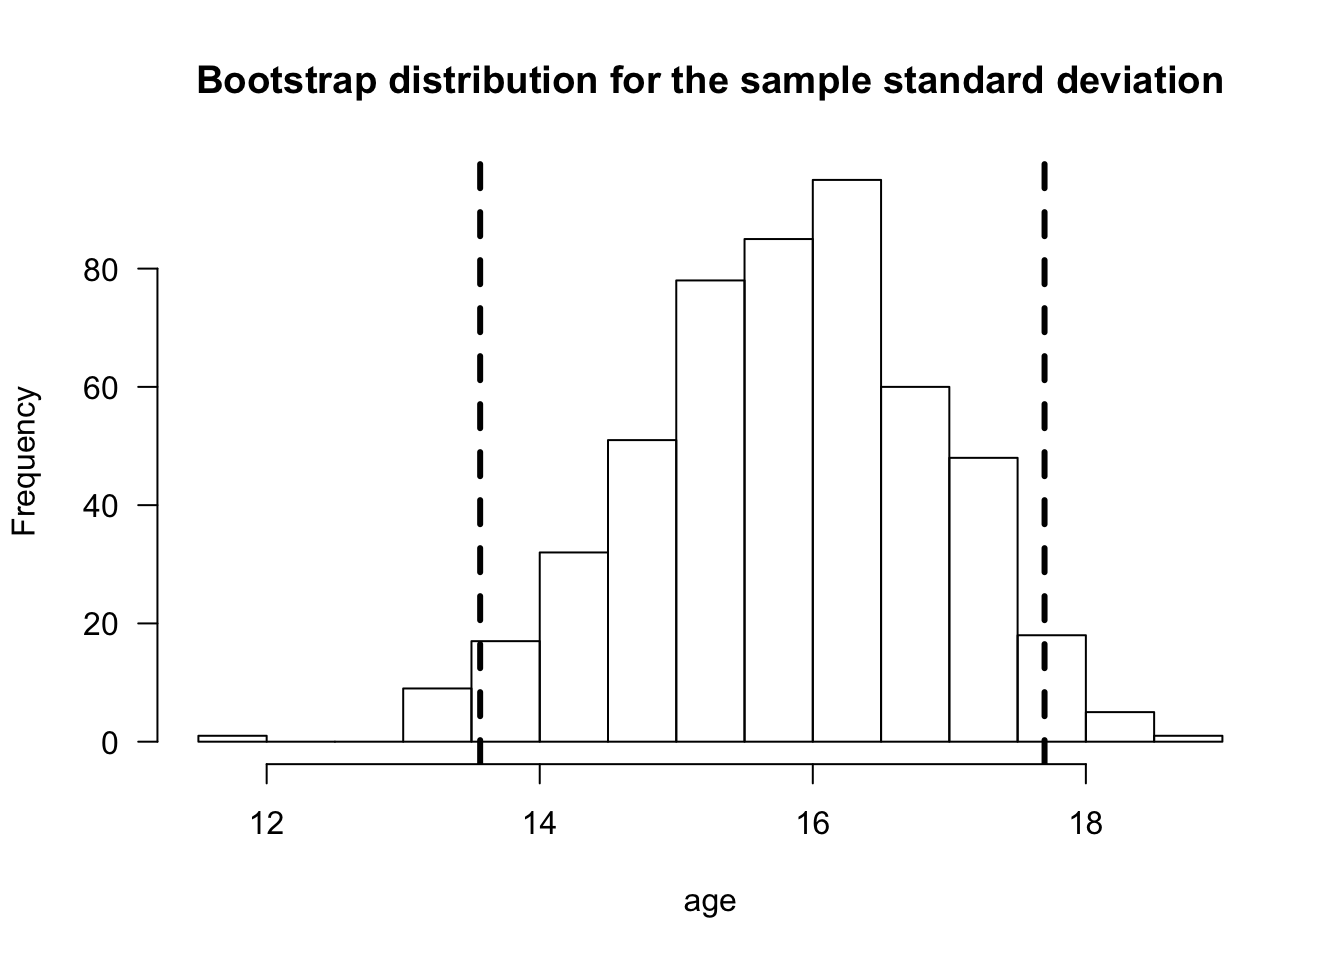 Bootstrap distribution for the sample standard deviation
80
60
40
20
0
Frequency
12 14 16 18
age